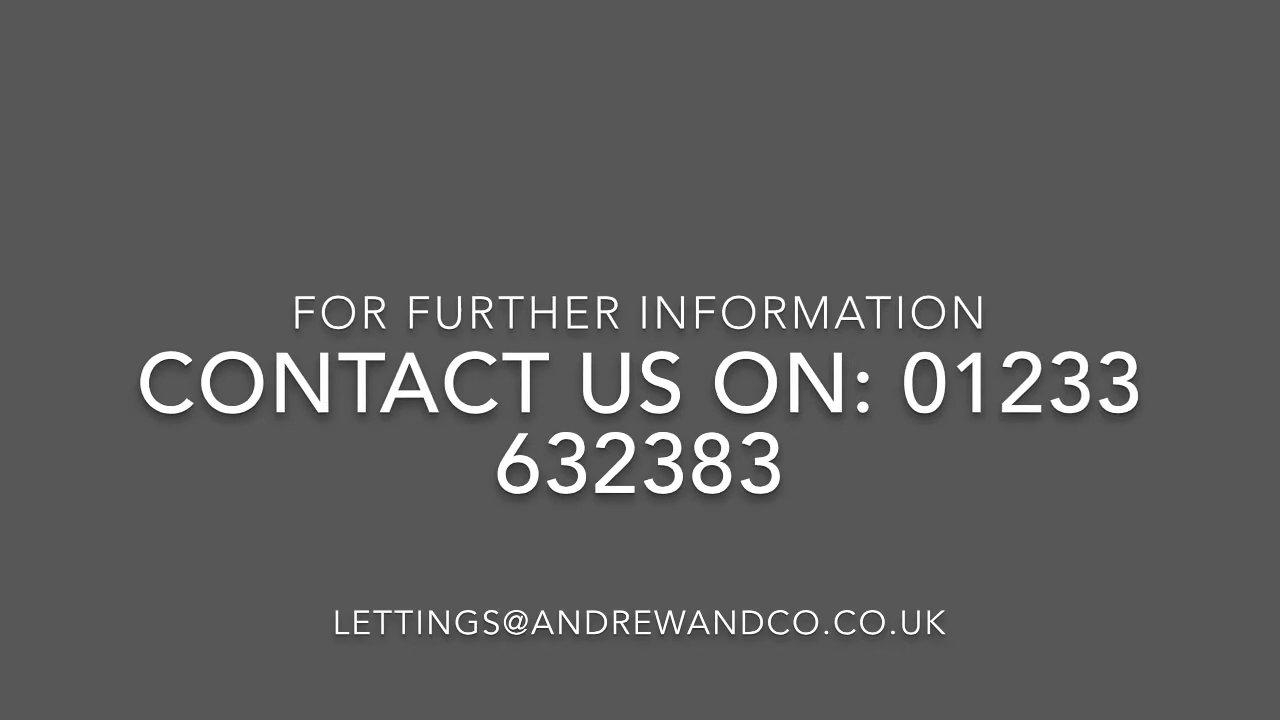 FOR FURTHER INFORMATION
CONTACT US ON: 01233
632383
LETTINGS@ANDREWANDCO.CO.UK